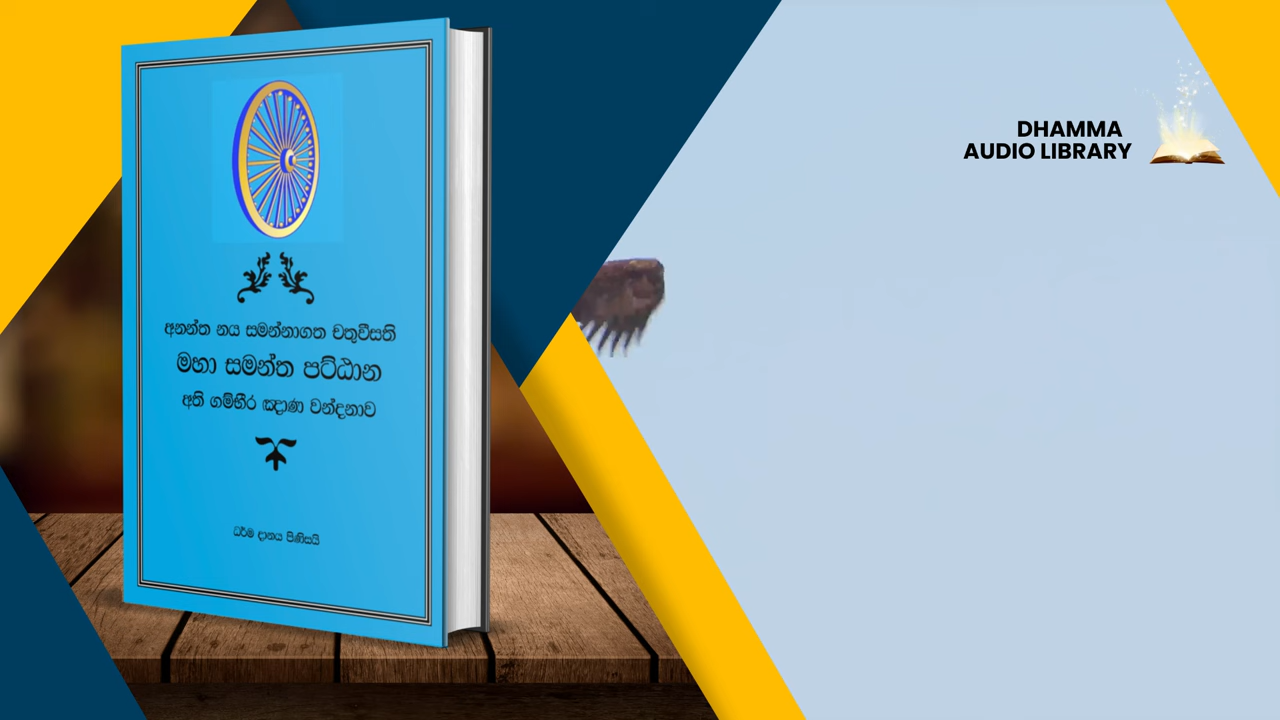 අනන්ත නය සමන්නාගත චතුවීසති
මහා සමන්ත පට්ඨාන
අති ගම්භීර ඤාණ වන්දනාව
ධර්ම දානය පිණිසයි
DHAMMA
AUDIO LIBRARY